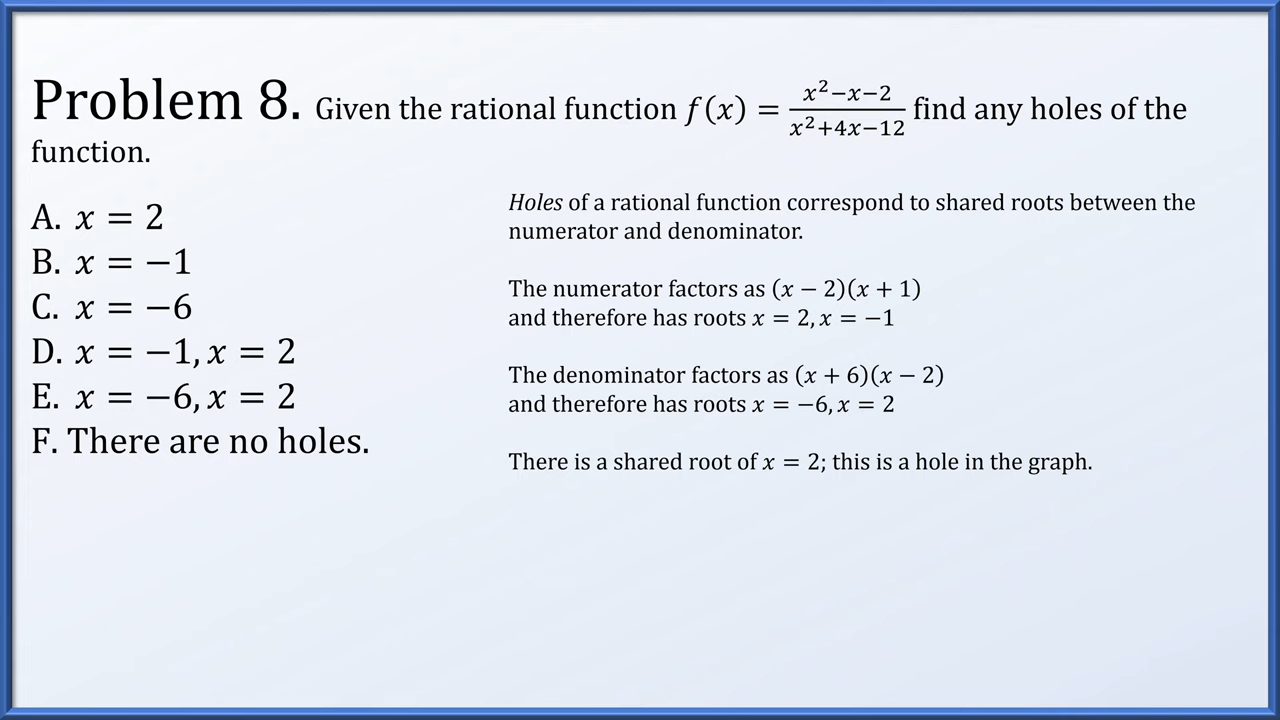 Problem 8. Given the rational function f(x) = \frac{x^2−x−2}{x^2+4x−12} find any holes of the
function.
A. x = 2
B. x = −1
C. x = −6
D. x = −1, x = 2
E. x = −6, x = 2
F. There are no holes.
Holes of a rational function correspond to shared roots between the
numerator and denominator.
The numerator factors as (x − 2)(x + 1)
and therefore has roots x = 2, x = −1
The denominator factors as (x + 6)(x − 2)
and therefore has roots x = −6, x = 2
There is a shared root of x = 2; this is a hole in the graph.